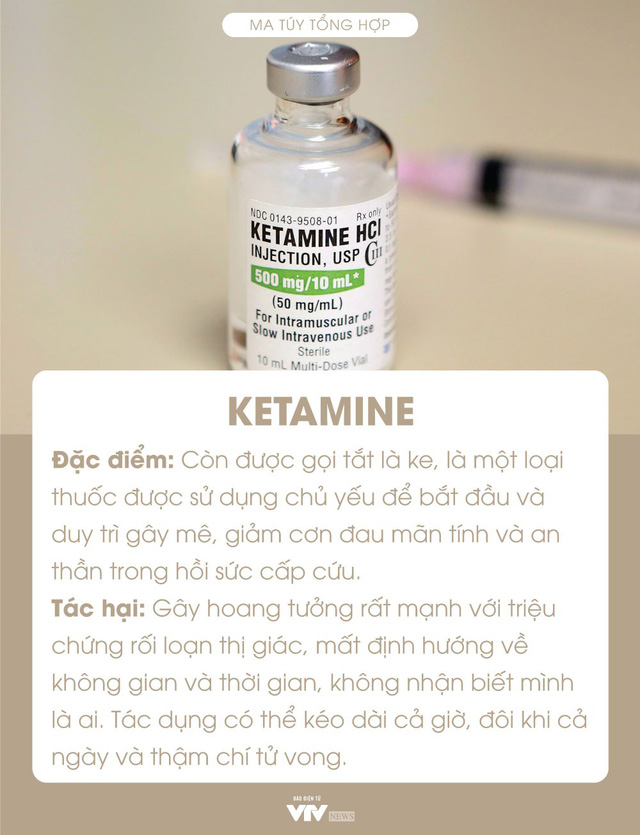 MA TÚY TỔNG HỢP
NDC 0143-9508-01 Rx only
KETAMINE HCl
INJECTION, USP CIII
500 mg/10 mL*
(50 mg/mL)
For Intramuscular or
Slow Intravenous Use
Sterile
10 mL Multi-Dose Vial
KETAMINE
Đặc điểm: Còn được gọi tắt là ke, là một loại
thuốc được sử dụng chủ yếu để bắt đầu và
duy trì gây mê, giảm cơn đau mãn tính và an
thần trong hồi sức cấp cứu.
Tác hại: Gây hoang tưởng rất mạnh với triệu
chứng rối loạn thị giác, mất định hướng về
không gian và thời gian, không nhận biết mình
là ai. Tác dụng có thể kéo dài cả giờ, đôi khi cả
ngày và thậm chí tử vong.
BÁO ĐIỆN TỬ
VTV NEWS